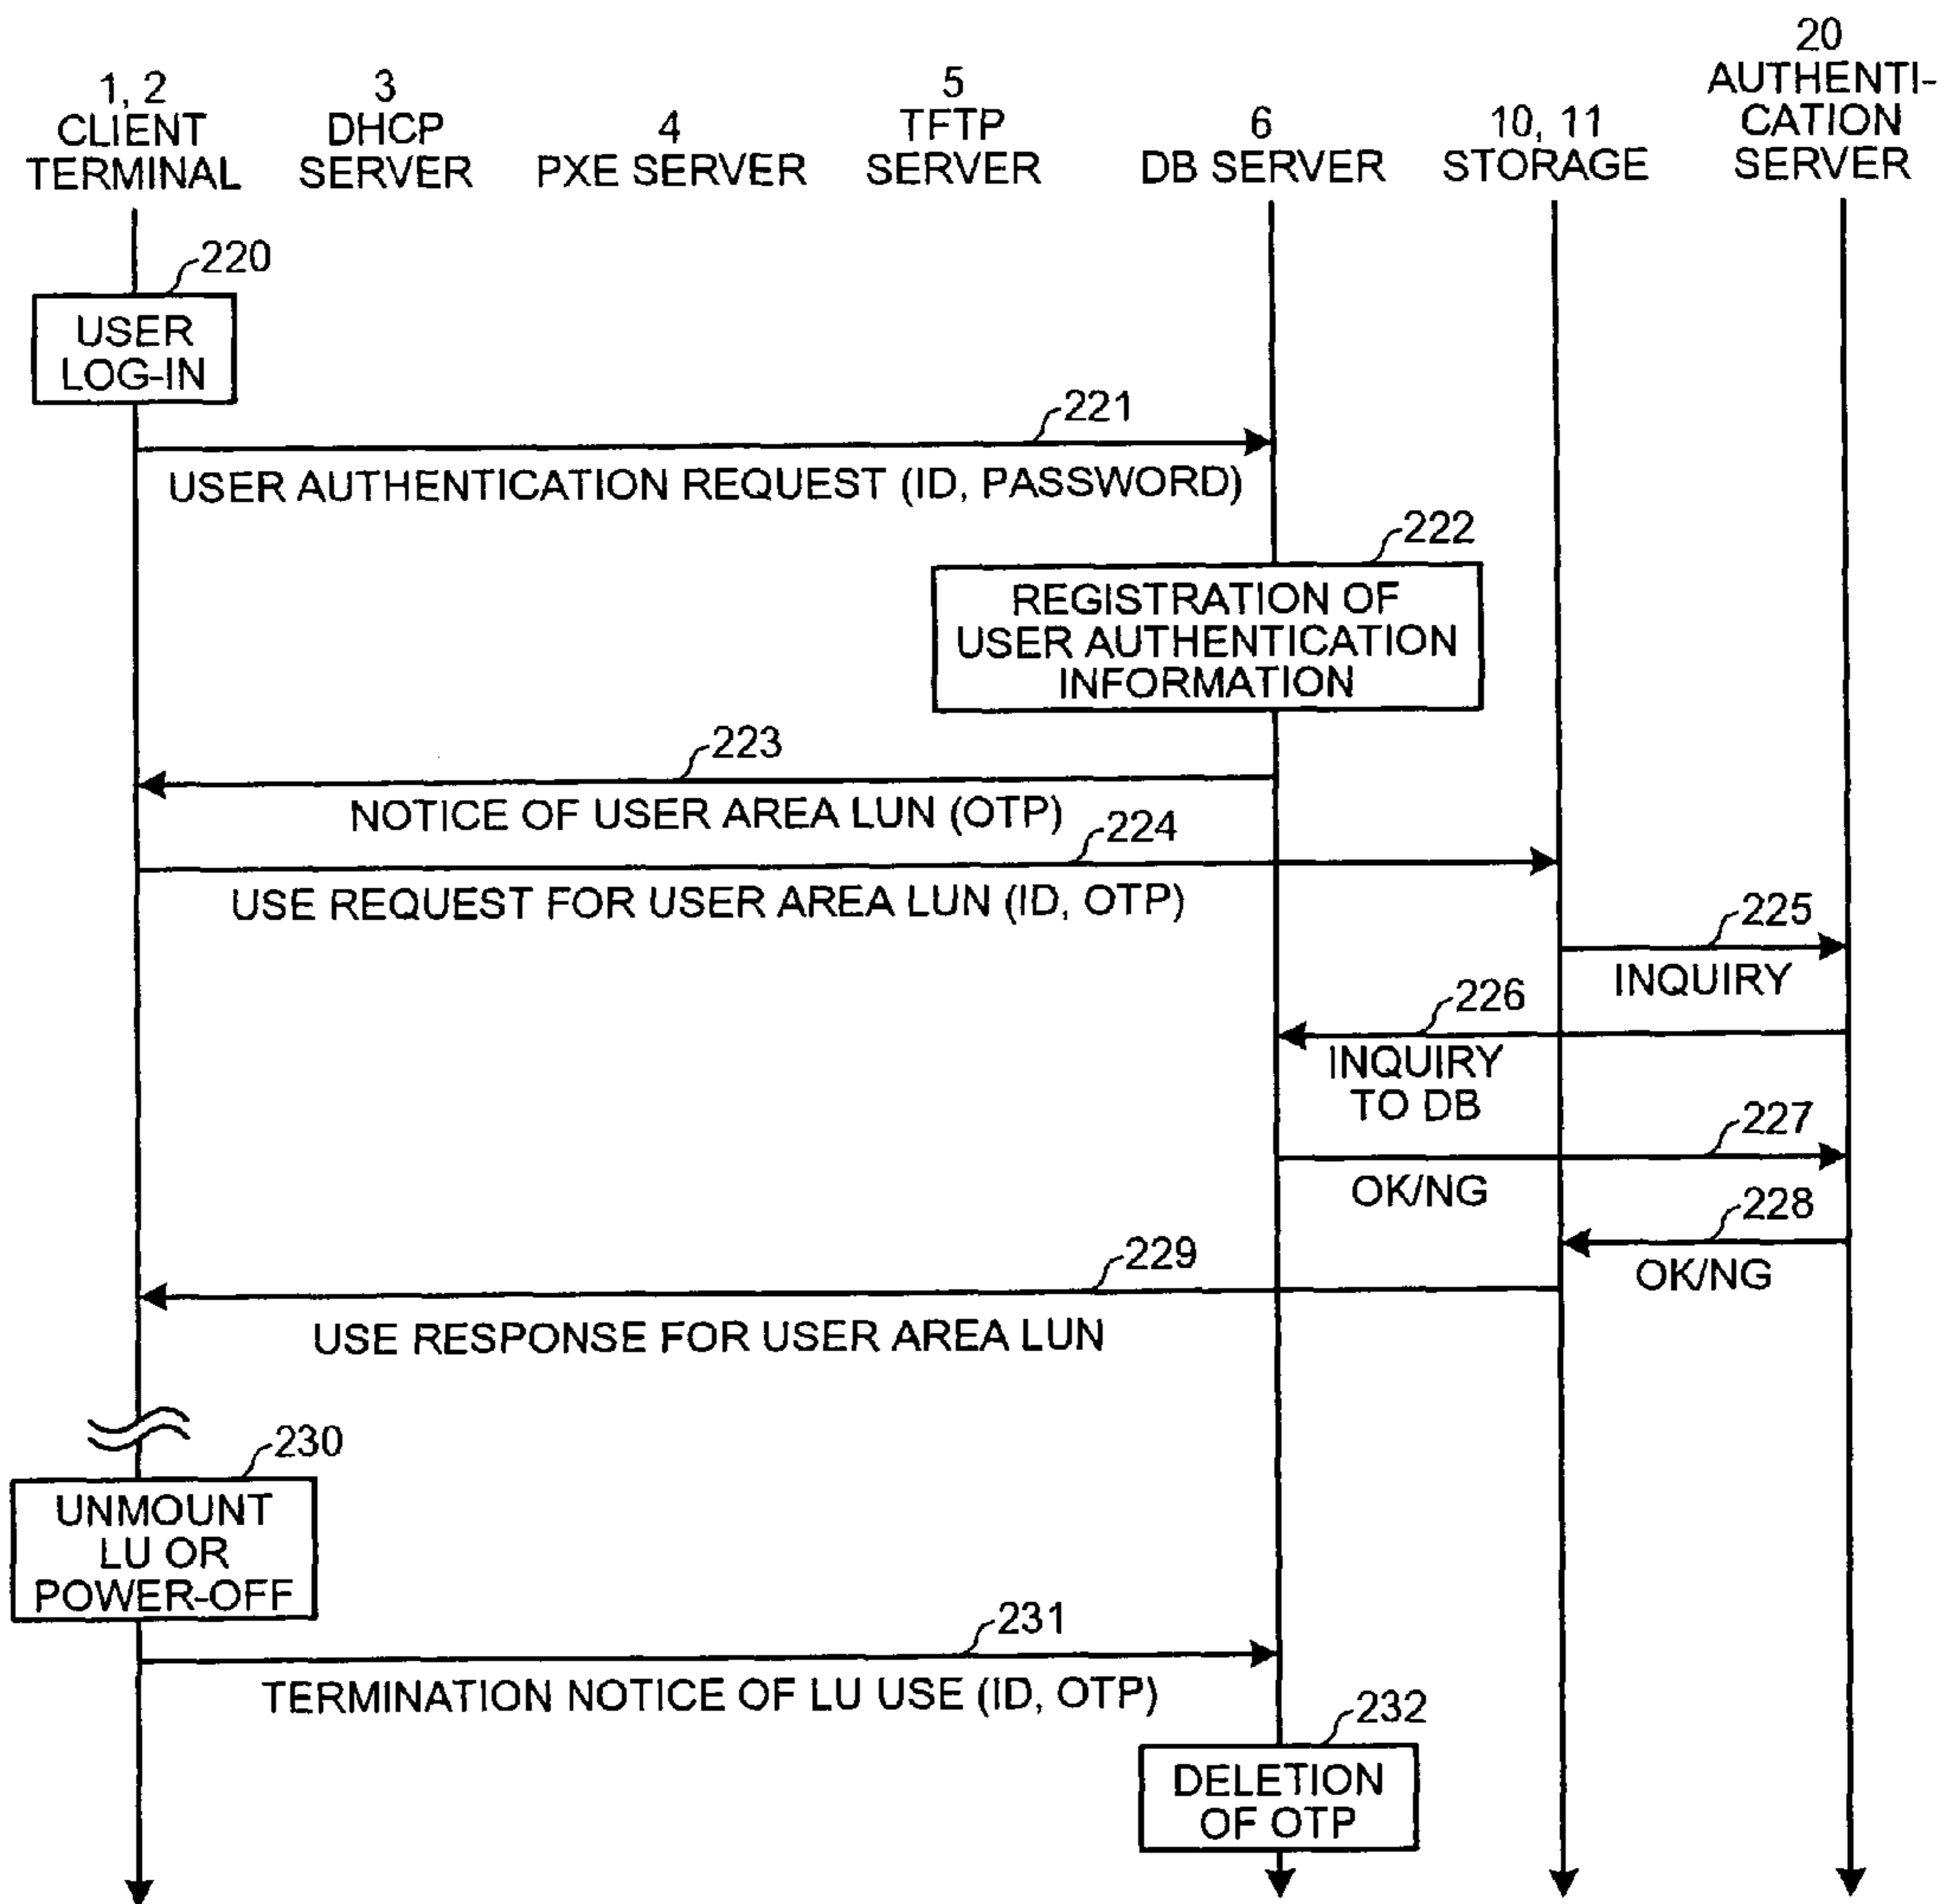 1, 2
CLIENT
TERMINAL
3
DHCP
SERVER
4
PXE SERVER
5
TFTP
SERVER
6
DB SERVER
10, 11
STORAGE
20
AUTHENTI-
CATION
SERVER
220
USER
LOG-IN
221
USER AUTHENTICATION REQUEST (ID, PASSWORD)
222
REGISTRATION OF
USER AUTHENTICATION
INFORMATION
223
NOTICE OF USER AREA LUN (OTP)
224
USE REQUEST FOR USER AREA LUN (ID, OTP)
225
INQUIRY
226
INQUIRY
TO DB
227
OK/NG
228
OK/NG
229
USE RESPONSE FOR USER AREA LUN
230
UNMOUNT
LU OR
POWER-OFF
231
TERMINATION NOTICE OF LU USE (ID, OTP)
232
DELETION
OF OTP